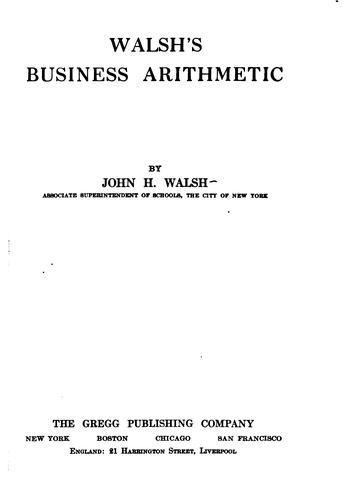 WALSH'S
BUSINESS ARITHMETIC
BY
JOHN H. WALSH
ASSOCIATE SUPERINTENDENT OF SCHOOLS, THE CITY OF NEW YORK
THE GREGG PUBLISHING COMPANY
NEW YORK BOSTON CHICAGO SAN FRANCISCO
ENGLAND: 21 HARRINGTON STREET, LIVERPOOL